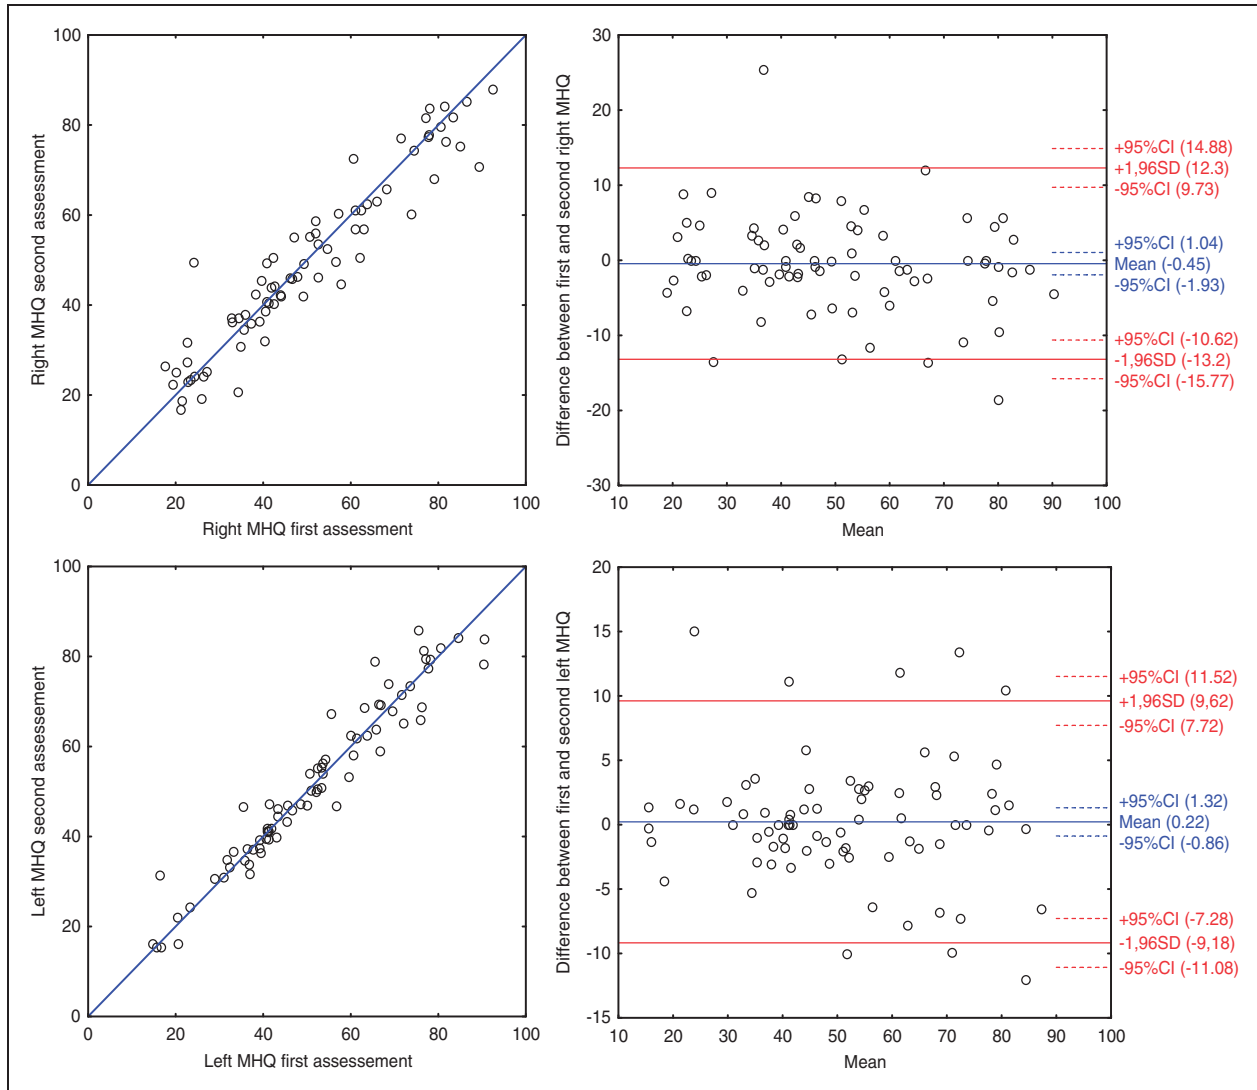 100
80
60
40
20
0
Right MHQ second assessment
0 20 40 60 80 100
Right MHQ first assessment
30
20
10
0
-10
-20
-30
Difference between first and second right MHQ
10 20 30 40 50 60 70 80 90 100
Mean
+95%CI (14.88)
+1,96SD (12.3)
-95%CI (9.73)
+95%CI (1.04)
Mean (-0.45)
-95%CI (-1.93)
+95%CI (-10.62)
-1,96SD (-13.2)
-95%CI (-15.77)
100
80
60
40
20
0
Left MHQ second assessment
0 20 40 60 80 100
Left MHQ first assessement
20
15
10
5
0
-5
-10
-15
Difference between first and second left MHQ
10 20 30 40 50 60 70 80 90 100
Mean
+95%CI (11.52)
+1,96SD (9,62)
-95%CI (7.72)
+95%CI (1.32)
Mean (0.22)
-95%CI (-0.86)
+95%CI (-7.28)
-1,96SD (-9,18)
-95%CI (-11.08)